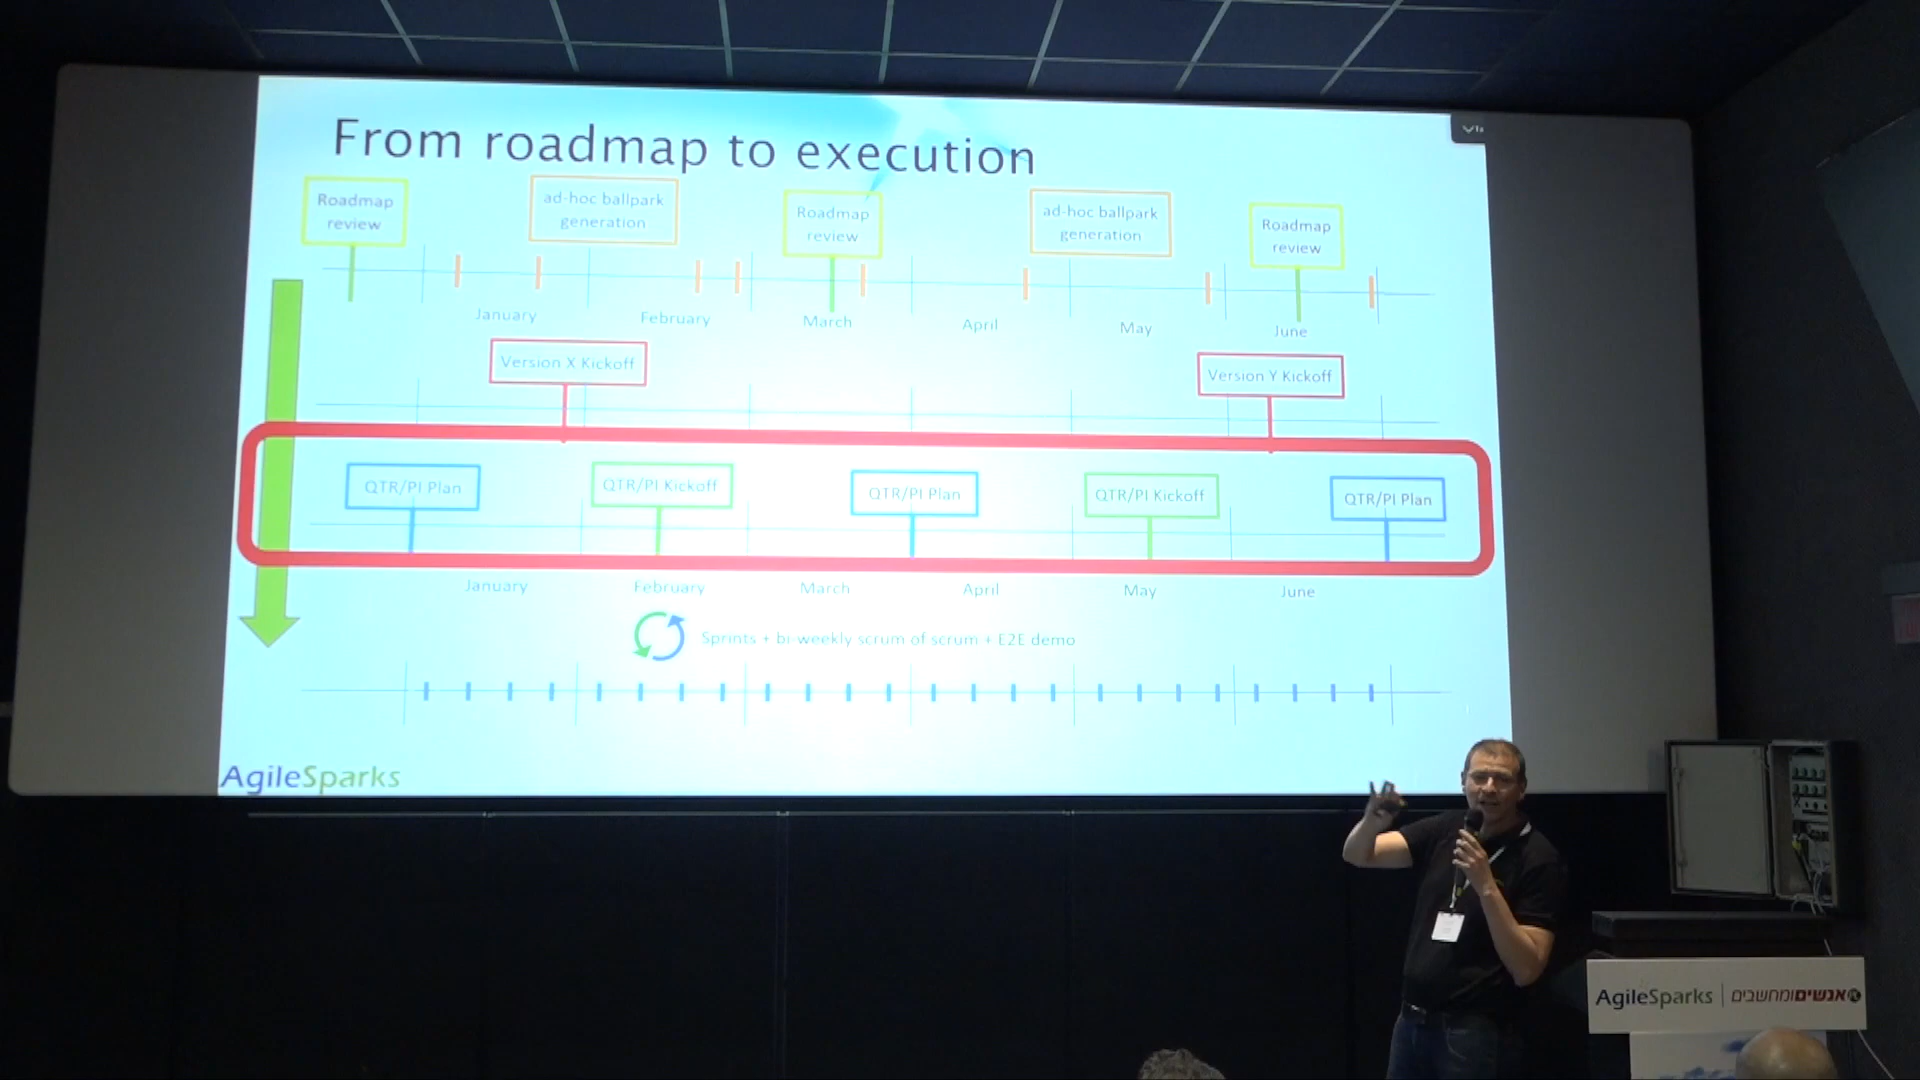 From roadmap to execution
Roadmap
review
ad-hoc ballpark
generation
Roadmap
review
ad-hoc ballpark
generation
Roadmap
review
January
February
March
April
May
June
Version X Kickoff
Version Y Kickoff
QTR/PI Plan
QTR/PI Kickoff
QTR/PI Plan
QTR/PI Kickoff
QTR/PI Plan
January
February
March
April
May
June
Sprints + bi-weekly scrum of scrum + E2E demo
AgileSparks
AgileSparks | אנשיםומחשבים